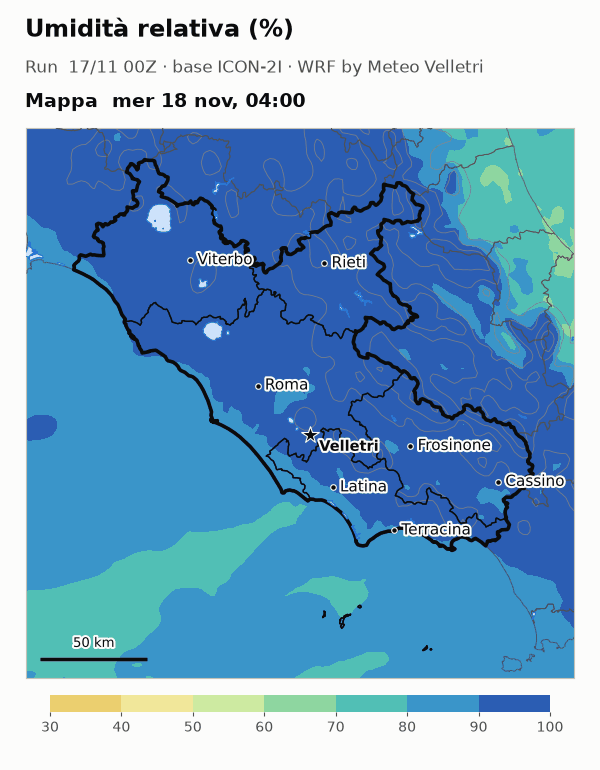 Umidità relativa (%)
Run  17/11 00Z · base ICON-2I · WRF by Meteo Velletri
Mappa  mer 18 nov, 04:00
Viterbo
Rieti
Roma
Velletri
Frosinone
Cassino
Latina
Terracina
50 km
30 40 50 60 70 80 90 100